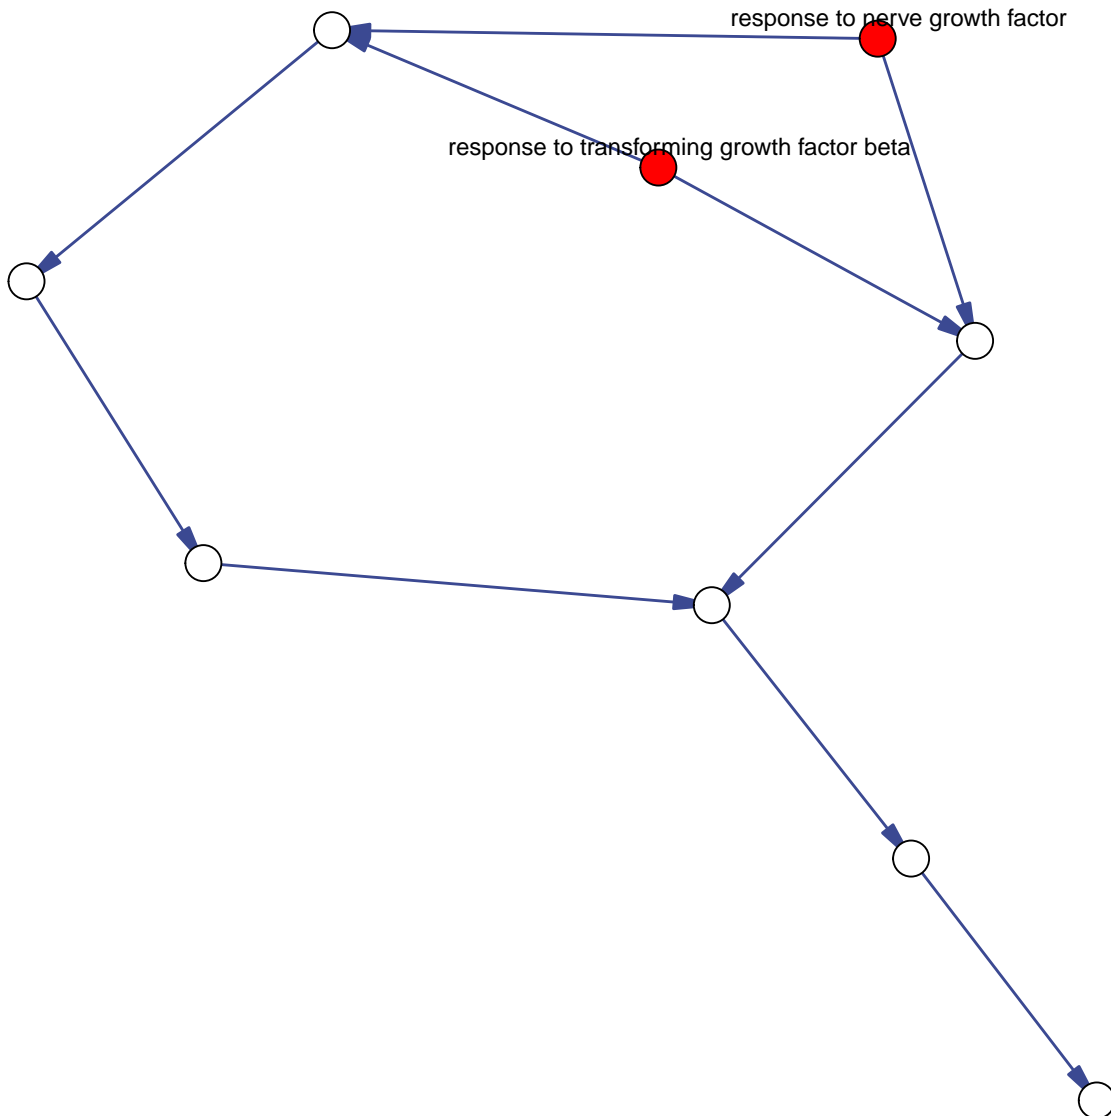 response to nerve growth factor
response to transforming growth factor beta